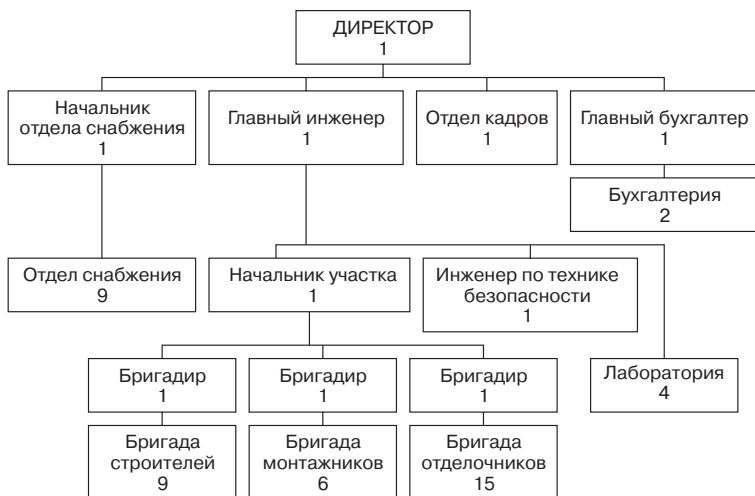 ДИРЕКТОР
1
Начальник
отдела снабжения
1
Главный инженер
1
Отдел кадров
1
Главный бухгалтер
1
Бухгалтерия
2
Отдел снабжения
9
Начальник участка
1
Инженер по технике
безопасности
1
Лаборатория
4
Бригадир
1
Бригадир
1
Бригадир
1
Бригада
строителей
9
Бригада
монтажников
6
Бригада
отделочников
15